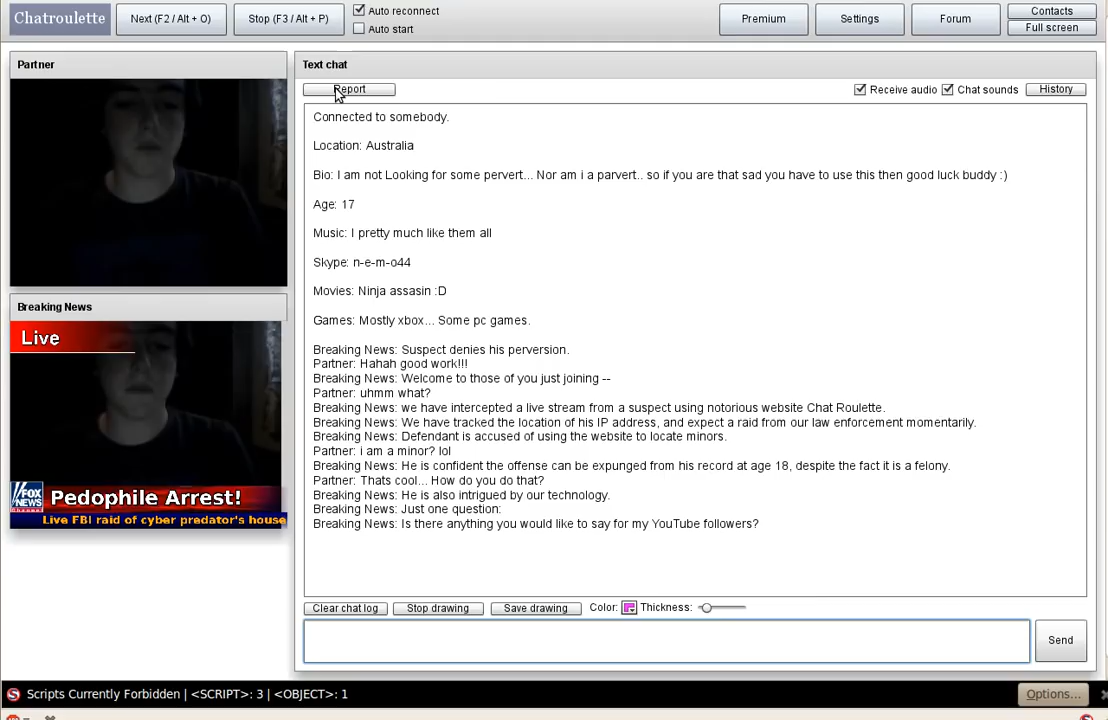 Chatroulette
Next (F2 / Alt + O)
Stop (F3 / Alt + P)
Auto reconnect
Auto start
Premium
Settings
Forum
Contacts
Full screen
Partner
Text chat
Report
Receive audio
Chat sounds
History
Connected to somebody.
Location: Australia
Bio: I am not Looking for some pervert... Nor am i a parvert.. so if you are that sad you have to use this then good luck buddy :)
Age: 17
Music: I pretty much like them all
Skype: n-e-m-o44
Movies: Ninja assasin :D
Games: Mostly xbox... Some pc games.
Breaking News: Suspect denies his perversion.
Partner: Hahah good work!!!
Breaking News: Welcome to those of you just joining --
Partner: uhmm what?
Breaking News: we have intercepted a live stream from a suspect using notorious website Chat Roulette.
Breaking News: We have tracked the location of his IP address, and expect a raid from our law enforcement momentarily.
Breaking News: Defendant is accused of using the website to locate minors.
Partner: i am a minor? lol
Breaking News: He is confident the offense can be expunged from his record at age 18, despite the fact it is a felony.
Partner: Thats cool... How do you do that?
Breaking News: He is also intrigued by our technology.
Breaking News: Just one question:
Breaking News: Is there anything you would like to say for my YouTube followers?
Breaking News
Live
FOX
NEWS
Channel
Pedophile Arrest!
Live FBI raid of cyber predator's house
Clear chat log
Stop drawing
Save drawing
Color:
Thickness:
Send
Scripts Currently Forbidden | <SCRIPT>: 3 | <OBJECT>: 1
Options...